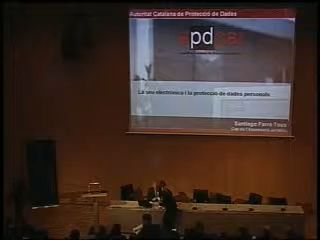 Autoritat Catalana de Protecció de Dades
apdcat
La seu electrònica i la protecció de dades personals
Santiago Farré Tous
Cap de l'Assessoria Jurídica